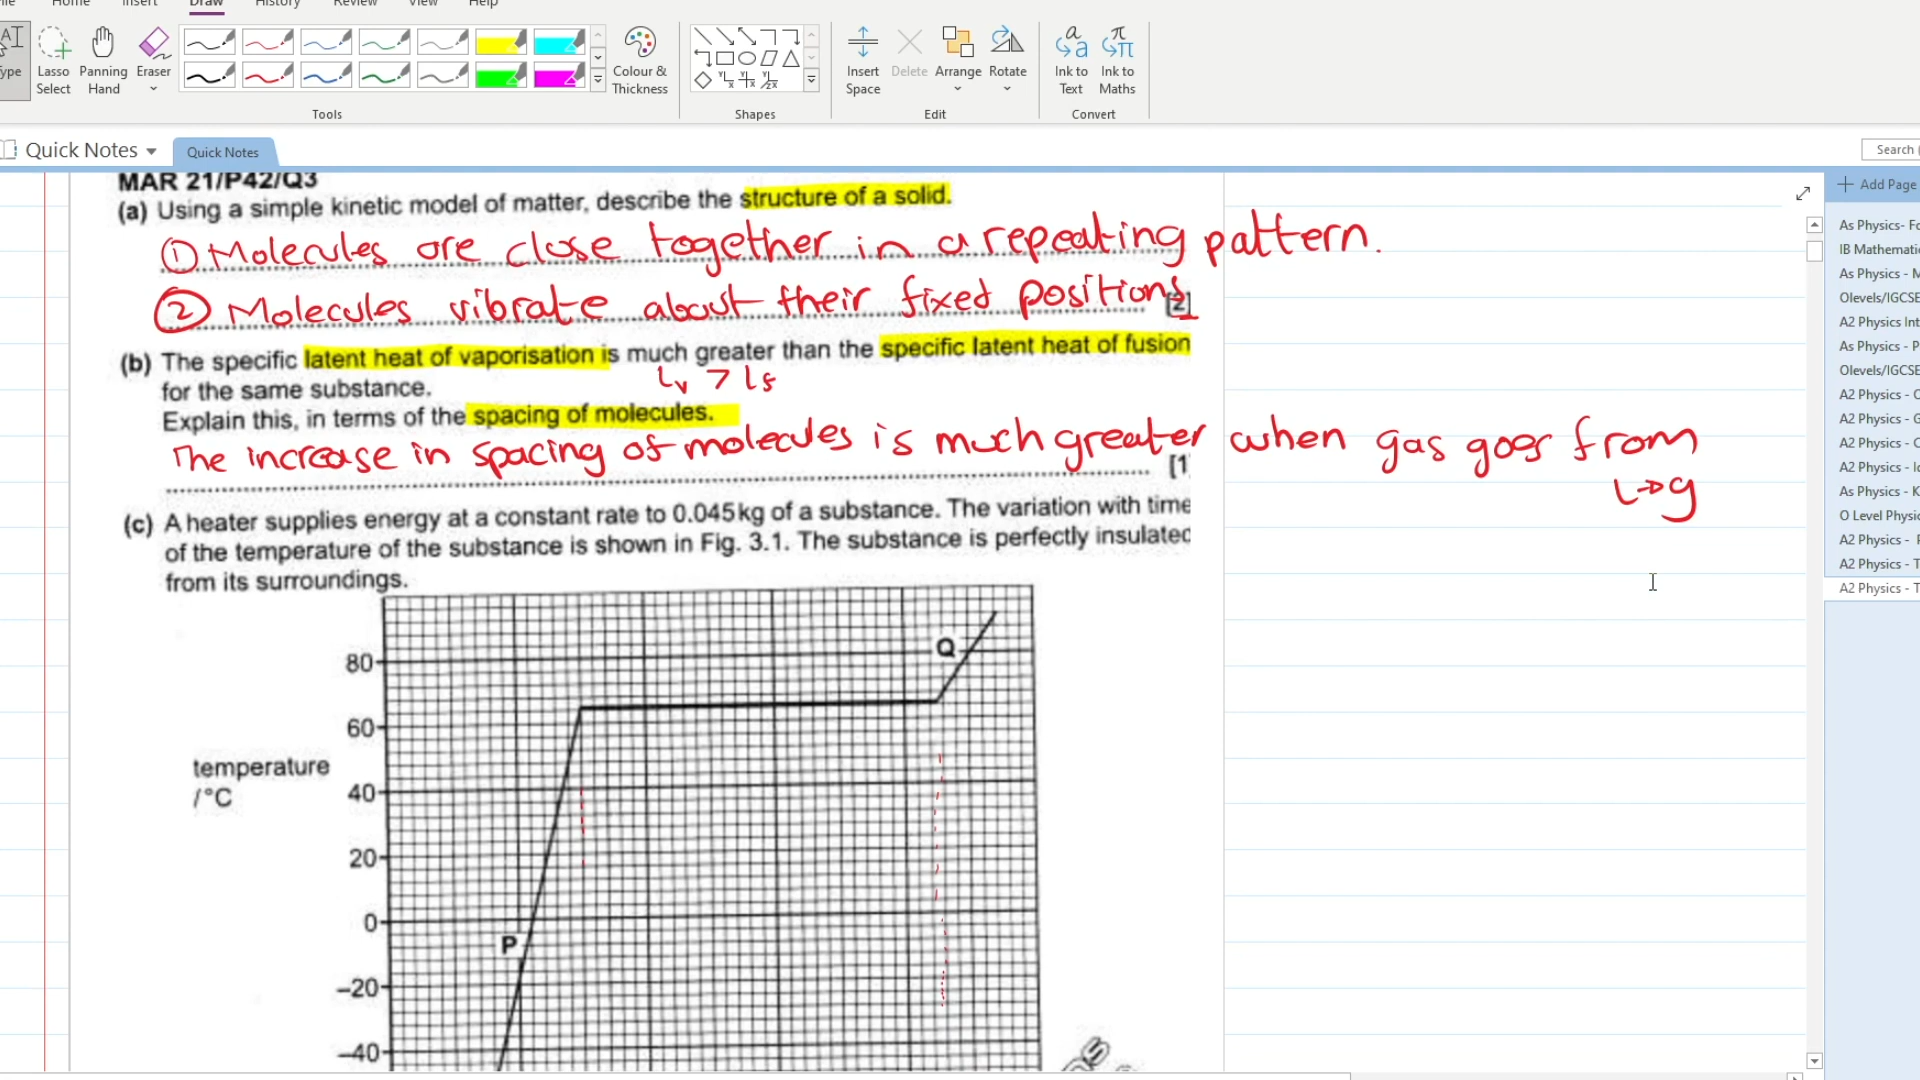 Home Insert Draw History Review View Help
Type
Lasso Select
Panning Hand
Eraser
Colour & Thickness
Insert Space
Delete
Arrange
Rotate
Ink to Text
Ink to Maths
Tools
Shapes
Edit
Convert
Quick Notes
Quick Notes
Search
Add Page
MAR 21/P42/Q3
(a) Using a simple kinetic model of matter, describe the structure of a solid.
① Molecules are close together in a repeating pattern.
② Molecules vibrate about their fixed positions
[2]
(b) The specific latent heat of vaporisation is much greater than the specific latent heat of fusion
for the same substance.
Lv > Lf
Explain this, in terms of the spacing of molecules.
The increase in spacing of molecules is much greater when gas goes from
L→g
[1
(c) A heater supplies energy at a constant rate to 0.045 kg of a substance. The variation with time
of the temperature of the substance is shown in Fig. 3.1. The substance is perfectly insulated
from its surroundings.
Q
80
60
temperature
/°C
40
20
0
P
–20
–40
As Physics- Fo
IB Mathematic
As Physics - M
Olevels/IGCSE
A2 Physics Int
As Physics - P
Olevels/IGCSE
A2 Physics - C
A2 Physics - G
A2 Physics - C
A2 Physics - Id
As Physics - K
O Level Physic
A2 Physics - F
A2 Physics - T
A2 Physics - T